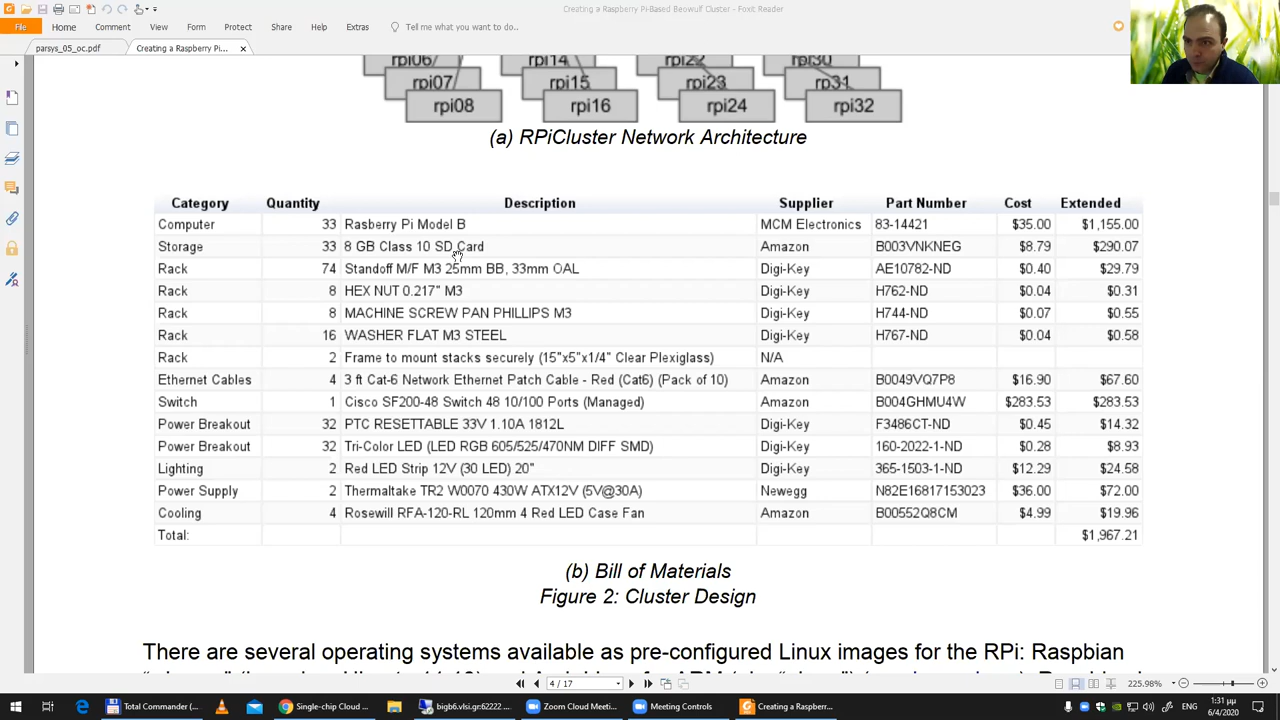 Creating a Raspberry Pi-Based Beowulf Cluster - Foxit Reader
File Home Comment View Form Protect Share Help Extras Tell me what you want to do..
parsys_05_oc.pdf Creating a Raspberry Pi...
rpi06 rpi14 rpi22 rpi30
rpi07 rpi15 rpi23 rpi31
rpi08 rpi16 rpi24 rpi32
(a) RPiCluster Network Architecture
Category Quantity Description Supplier Part Number Cost Extended
Computer 33 Rasberry Pi Model B MCM Electronics 83-14421 $35.00 $1,155.00
Storage 33 8 GB Class 10 SD Card Amazon B003VNKNEG $8.79 $290.07
Rack 74 Standoff M/F M3 25mm BB, 33mm OAL Digi-Key AE10782-ND $0.40 $29.79
Rack 8 HEX NUT 0.217" M3 Digi-Key H762-ND $0.04 $0.31
Rack 8 MACHINE SCREW PAN PHILLIPS M3 Digi-Key H744-ND $0.07 $0.55
Rack 16 WASHER FLAT M3 STEEL Digi-Key H767-ND $0.04 $0.58
Rack 2 Frame to mount stacks securely (15"x5"x1/4" Clear Plexiglass) N/A
Ethernet Cables 4 3 ft Cat-6 Network Ethernet Patch Cable - Red (Cat6) (Pack of 10) Amazon B0049VQ7P8 $16.90 $67.60
Switch 1 Cisco SF200-48 Switch 48 10/100 Ports (Managed) Amazon B004GHMU4W $283.53 $283.53
Power Breakout 32 PTC RESETTABLE 33V 1.10A 1812L Digi-Key F3486CT-ND $0.45 $14.32
Power Breakout 32 Tri-Color LED (LED RGB 605/525/470NM DIFF SMD) Digi-Key 160-2022-1-ND $0.28 $8.93
Lighting 2 Red LED Strip 12V (30 LED) 20" Digi-Key 365-1503-1-ND $12.29 $24.58
Power Supply 2 Thermaltake TR2 W0070 430W ATX12V (5V@30A) Newegg N82E16817153023 $36.00 $72.00
Cooling 4 Rosewill RFA-120-RL 120mm 4 Red LED Case Fan Amazon B00552Q8CM $4.99 $19.96
Total: $1,967.21
(b) Bill of Materials
Figure 2: Cluster Design
There are several operating systems available as pre-configured Linux images for the RPi: Raspbian
4 / 17 225.98%
Total Commander (... Single-chip Cloud ... bigb6.vlsi.gr:62222 ... Zoom Cloud Meeti... Meeting Controls Creating a Raspberr... 1:31 μμ
6/4/2020